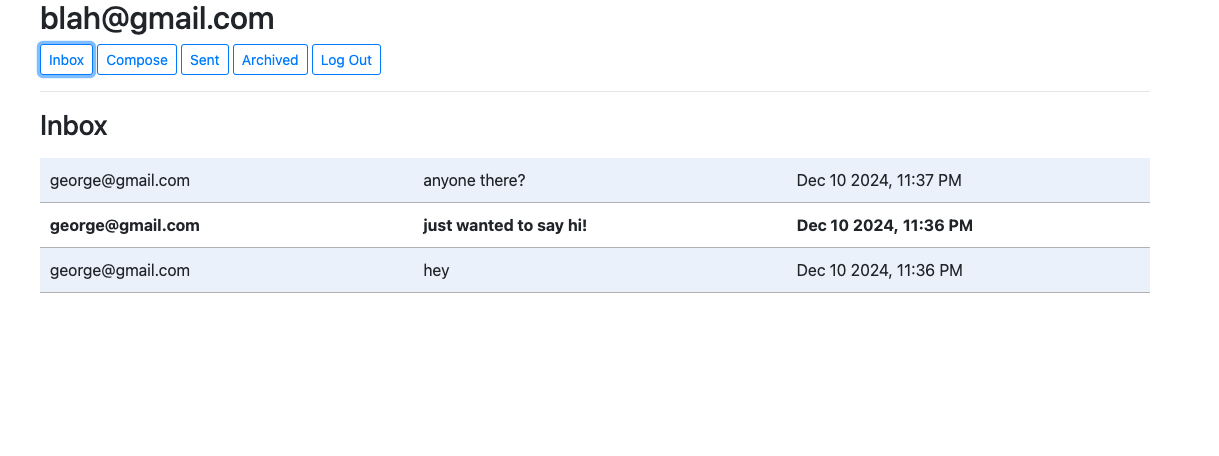 blah@gmail.com
Inbox Compose Sent Archived Log Out
Inbox
george@gmail.com anyone there? Dec 10 2024, 11:37 PM
george@gmail.com just wanted to say hi! Dec 10 2024, 11:36 PM
george@gmail.com hey Dec 10 2024, 11:36 PM